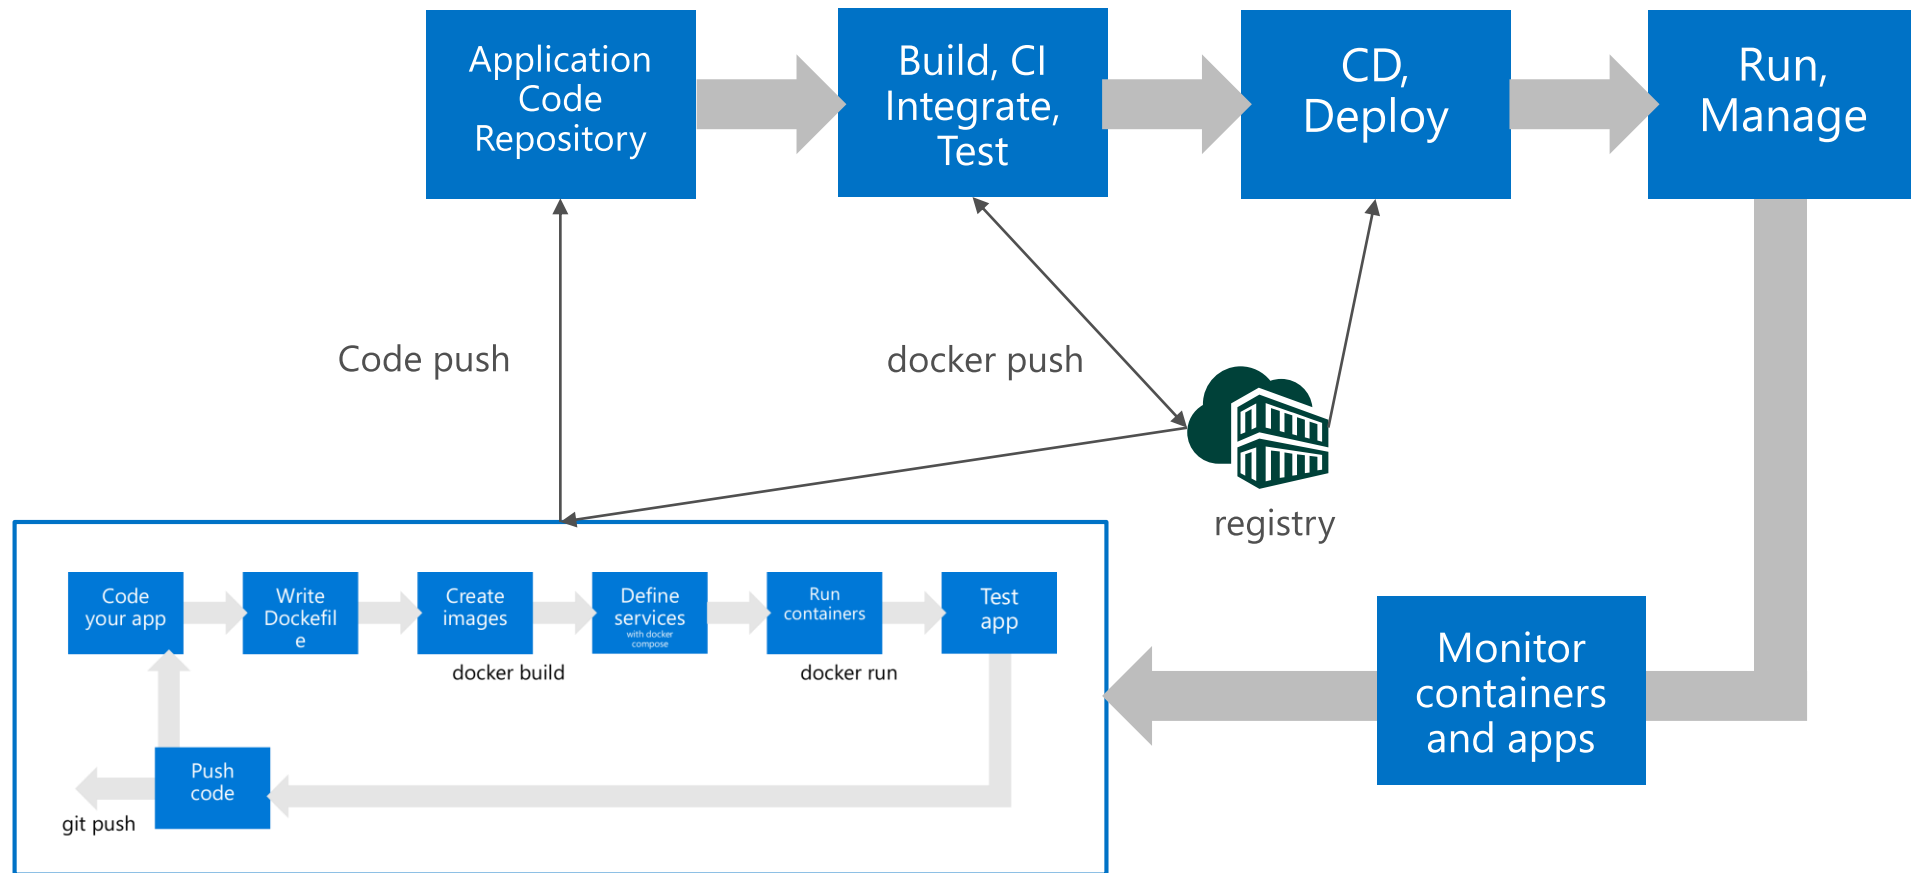 Application
Code
Repository
Build, CI
Integrate,
Test
CD,
Deploy
Run,
Manage
Code push
docker push
registry
Code
your app
Write
Dockefil
e
Create
images
Define
services
with docker
compose
Run
containers
Test
app
docker build
docker run
Push
code
git push
Monitor
containers
and apps